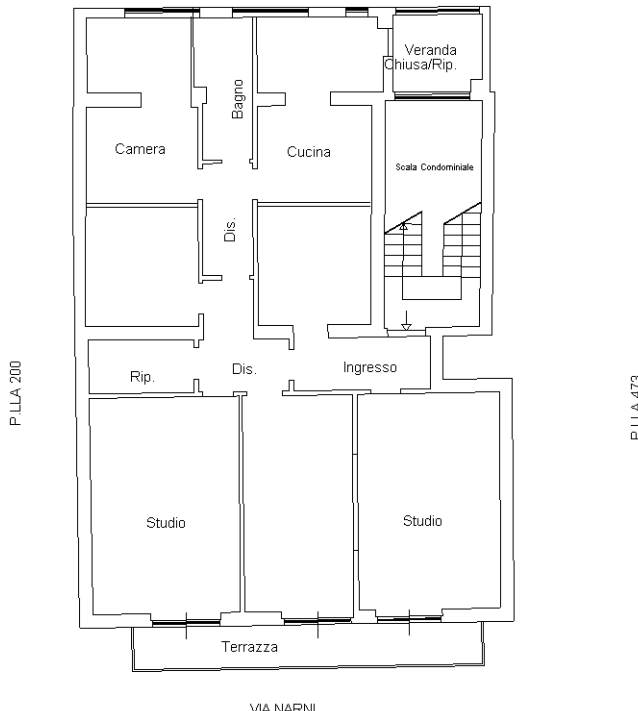 Veranda
Chiusa/Rip.
Bagno
Camera
Cucina
Scala Condominiale
Dis.
P.LLA 200
Rip.
Dis.
Ingresso
P.LLA 473
Studio
Studio
Terrazza
VIA NARNI